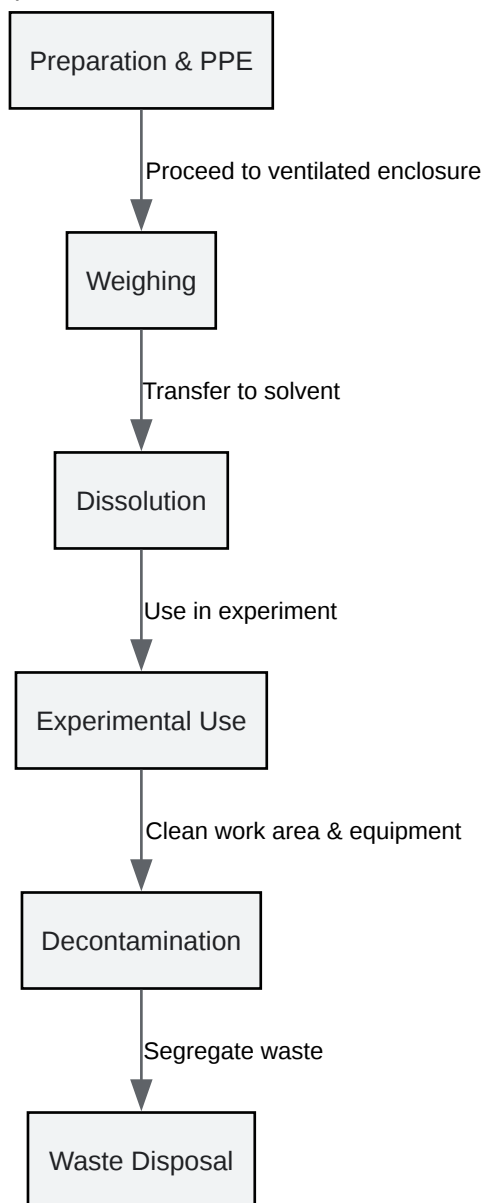 Preparation & PPE
Proceed to ventilated enclosure
Weighing
Transfer to solvent
Dissolution
Use in experiment
Experimental Use
Clean work area & equipment
Decontamination
Segregate waste
Waste Disposal